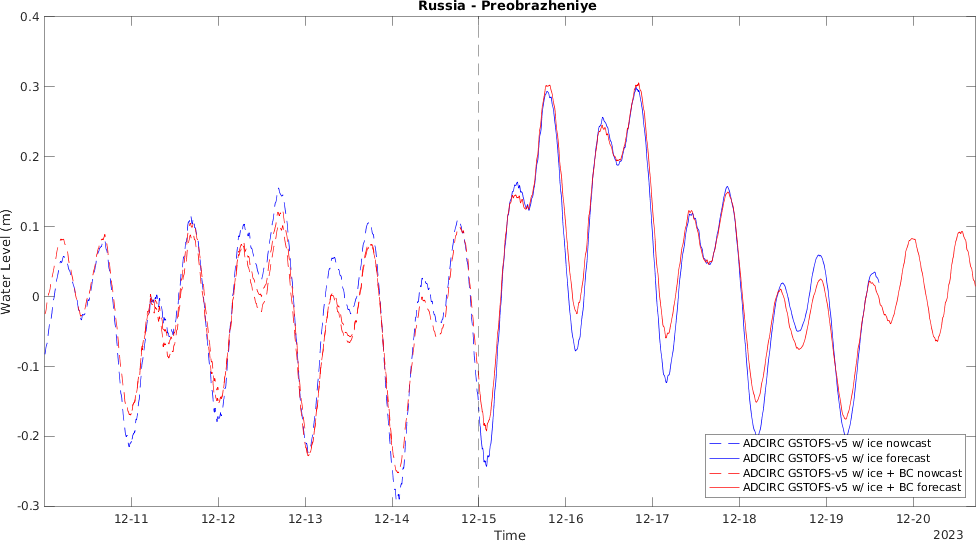 Russia - Preobrazheniye
0.4
0.3
0.2
0.1
0
-0.1
-0.2
-0.3
Water Level (m)
ADCIRC GSTOFS-v5 w/ ice nowcast
ADCIRC GSTOFS-v5 w/ ice forecast
ADCIRC GSTOFS-v5 w/ ice + BC nowcast
ADCIRC GSTOFS-v5 w/ ice + BC forecast
12-11 12-12 12-13 12-14 12-15 12-16 12-17 12-18 12-19 12-20
Time
2023